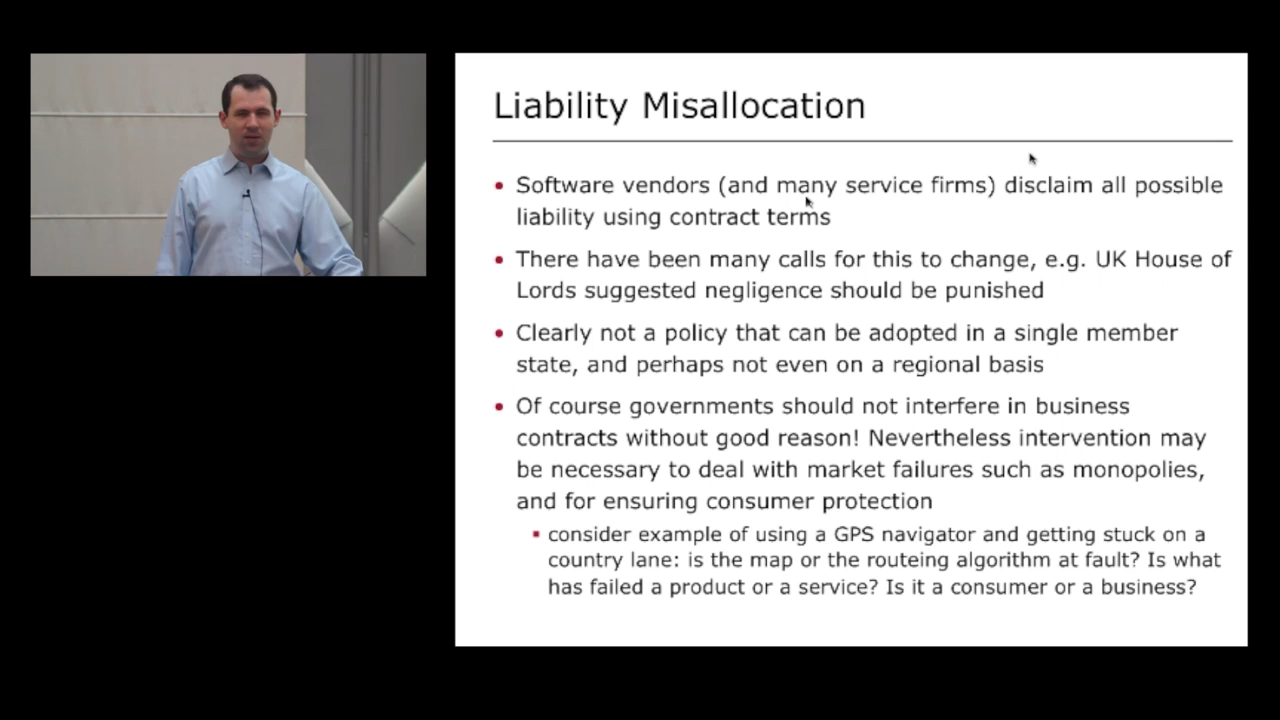 Liability Misallocation
Software vendors (and many service firms) disclaim all possible
liability using contract terms
There have been many calls for this to change, e.g. UK House of
Lords suggested negligence should be punished
Clearly not a policy that can be adopted in a single member
state, and perhaps not even on a regional basis
Of course governments should not interfere in business
contracts without good reason! Nevertheless intervention may
be necessary to deal with market failures such as monopolies,
and for ensuring consumer protection
consider example of using a GPS navigator and getting stuck on a
country lane: is the map or the routeing algorithm at fault? Is what
has failed a product or a service? Is it a consumer or a business?